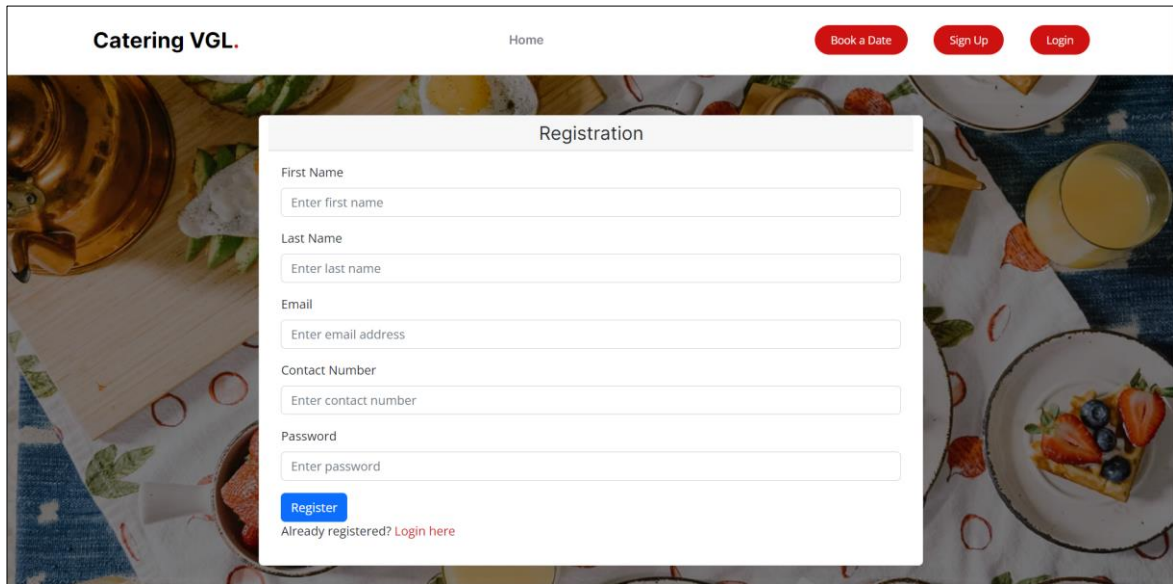 Catering VGL.
Home
Book a Date
Sign Up
Login
Registration
First Name
Enter first name
Last Name
Enter last name
Email
Enter email address
Contact Number
Enter contact number
Password
Enter password
Register
Already registered? Login here